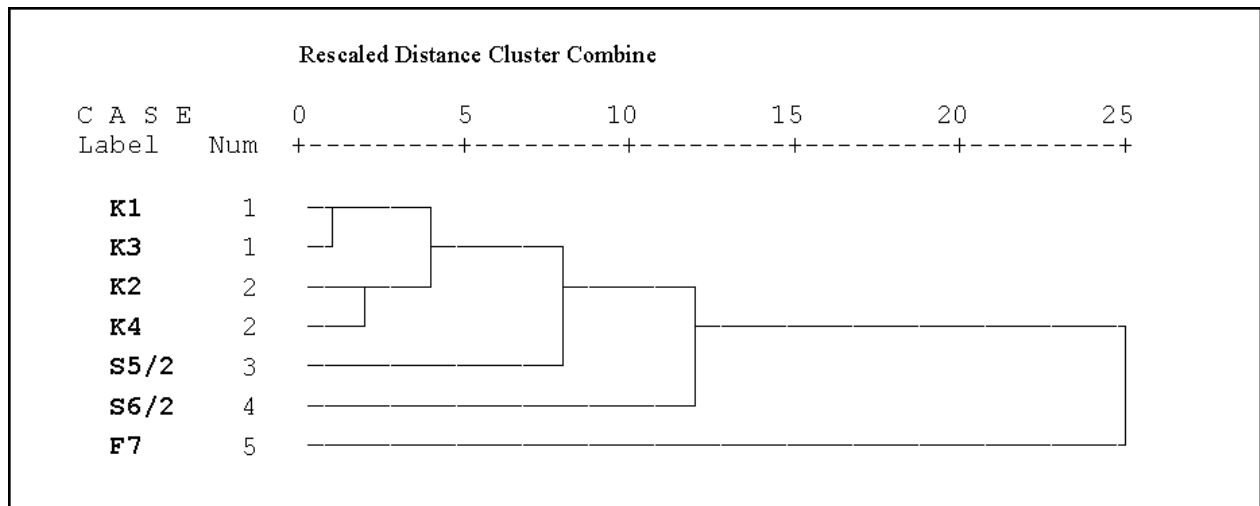 Rescaled Distance Cluster Combine
C A S E 0 5 10 15 20 25
Label Num +---------+---------+---------+---------+---------+
K1 1
K3 1
K2 2
K4 2
S5/2 3
S6/2 4
F7 5